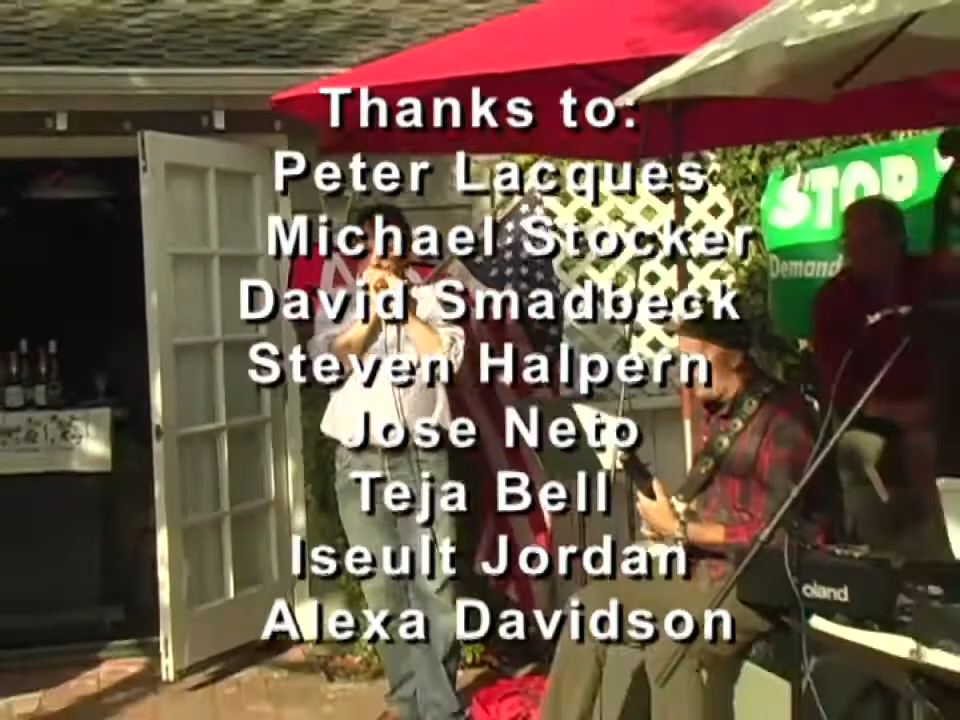 Thanks to:
Peter Lacques
Michael Stocker
David Smadbeck
Steven Halpern
Jose Neto
Teja Bell
Iseult Jordan
Alexa Davidson
STOP
Demand
Roland